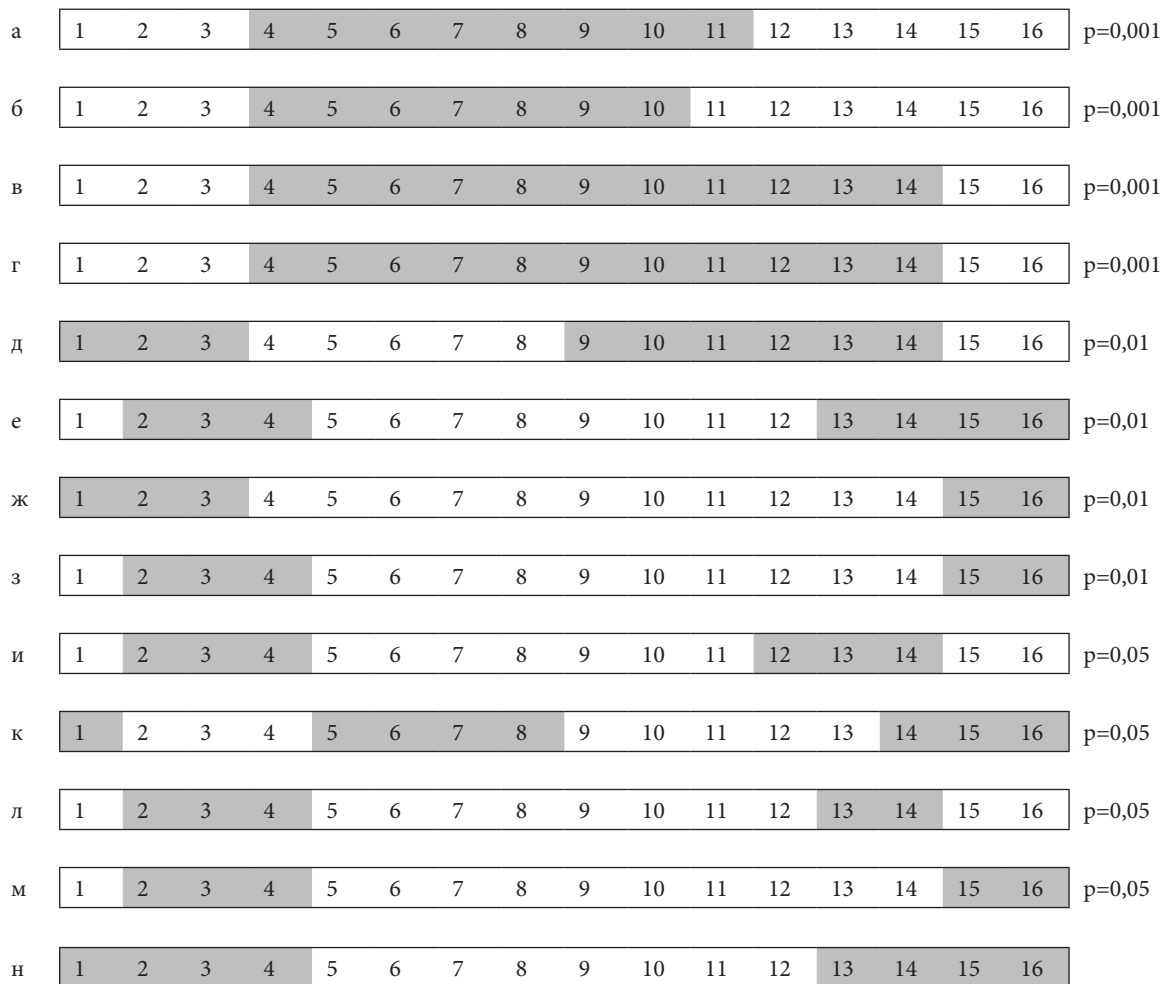 а 1 2 3 4 5 6 7 8 9 10 11 12 13 14 15 16 p=0,001
б 1 2 3 4 5 6 7 8 9 10 11 12 13 14 15 16 p=0,001
в 1 2 3 4 5 6 7 8 9 10 11 12 13 14 15 16 p=0,001
г 1 2 3 4 5 6 7 8 9 10 11 12 13 14 15 16 p=0,001
д 1 2 3 4 5 6 7 8 9 10 11 12 13 14 15 16 p=0,01
е 1 2 3 4 5 6 7 8 9 10 11 12 13 14 15 16 p=0,01
ж 1 2 3 4 5 6 7 8 9 10 11 12 13 14 15 16 p=0,01
з 1 2 3 4 5 6 7 8 9 10 11 12 13 14 15 16 p=0,01
и 1 2 3 4 5 6 7 8 9 10 11 12 13 14 15 16 p=0,05
к 1 2 3 4 5 6 7 8 9 10 11 12 13 14 15 16 p=0,05
л 1 2 3 4 5 6 7 8 9 10 11 12 13 14 15 16 p=0,05
м 1 2 3 4 5 6 7 8 9 10 11 12 13 14 15 16 p=0,05
н 1 2 3 4 5 6 7 8 9 10 11 12 13 14 15 16